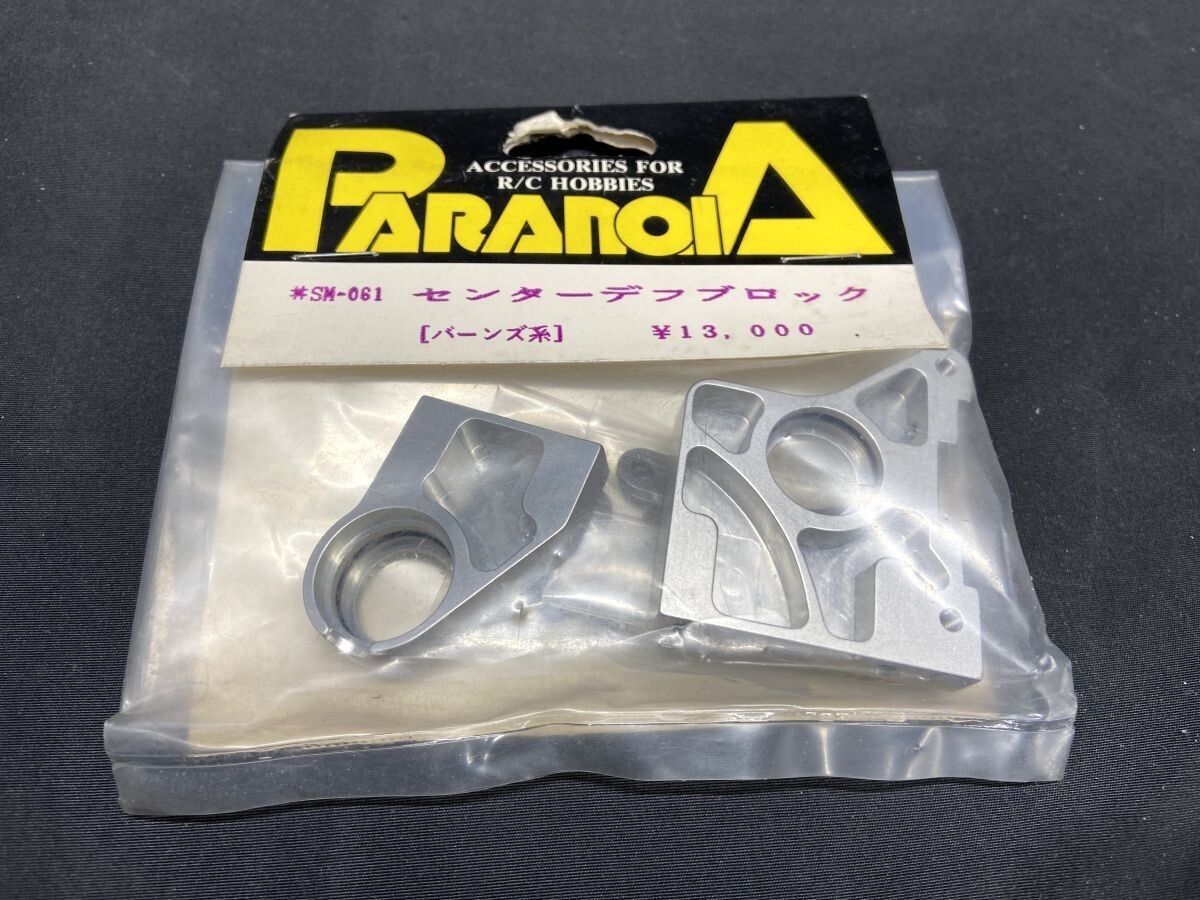 ACCESSORIES FOR
R/C HOBBIES
PARANOIA
*SM-061 センターデフブロック
[バーンズ系] ¥13,000